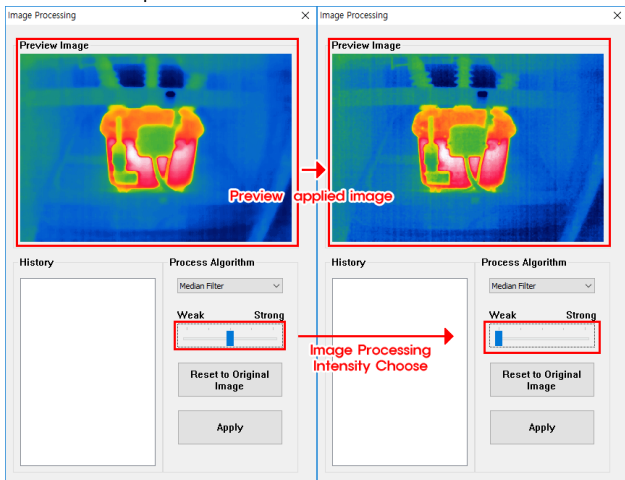 Image Processing
Preview Image
History
Process Algorithm
Median Filter
Weak Strong
Reset to Original
Image
Apply
Image Processing
Preview Image
History
Process Algorithm
Median Filter
Weak Strong
Reset to Original
Image
Apply
Preview applied image
Image Processing
Intensity Choose